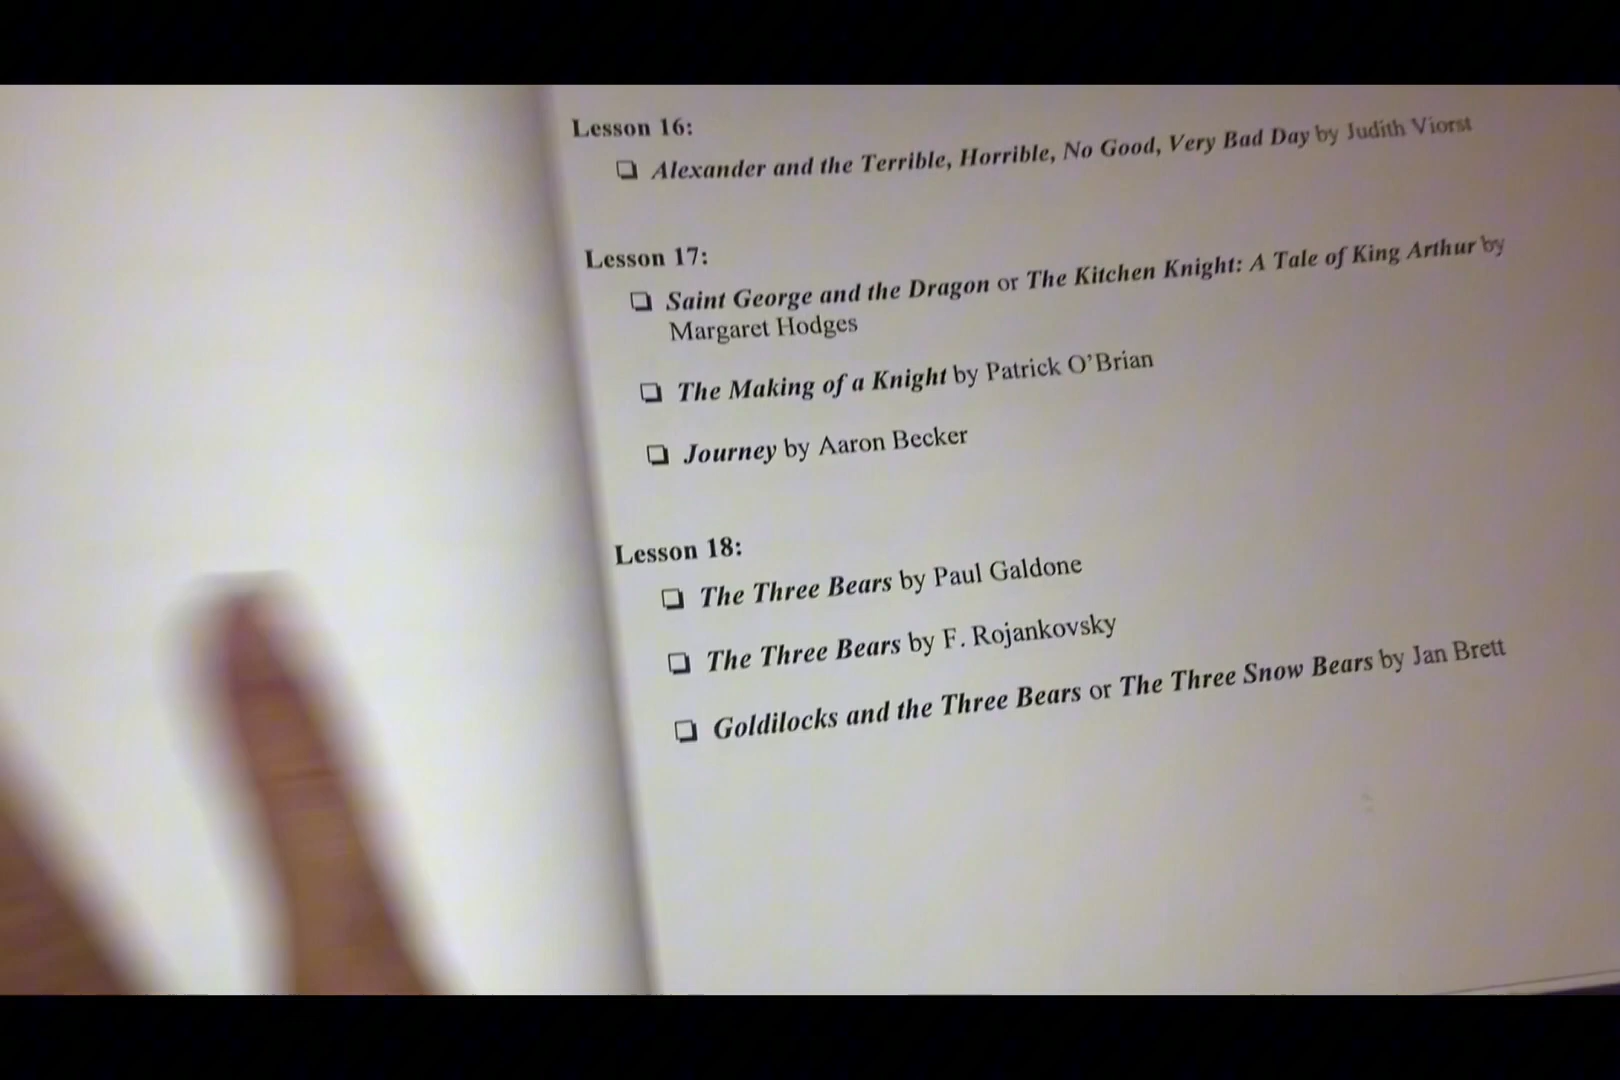 Lesson 16:
❏ Alexander and the Terrible, Horrible, No Good, Very Bad Day by Judith Viorst
Lesson 17:
❏ Saint George and the Dragon or The Kitchen Knight: A Tale of King Arthur by
Margaret Hodges
❏ The Making of a Knight by Patrick O'Brian
❏ Journey by Aaron Becker
Lesson 18:
❏ The Three Bears by Paul Galdone
❏ The Three Bears by F. Rojankovsky
❏ Goldilocks and the Three Bears or The Three Snow Bears by Jan Brett